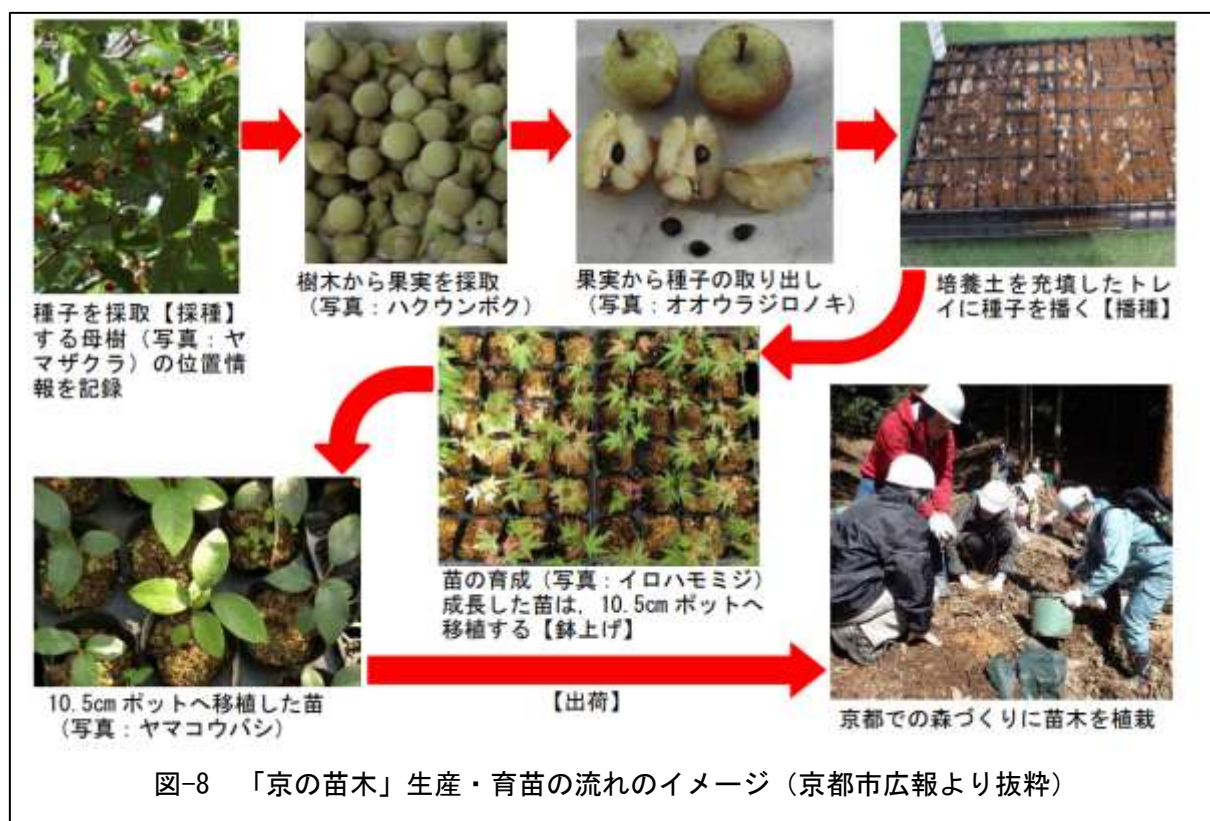 種子を採取【採種】
する母樹（写真：ヤ
マザクラ）の位置情
報を記録
樹木から果実を採取
（写真：ハクウンボク）
果実から種子の取り出し
（写真：オオウラジロノキ）
培養土を充填したトレ
イに種子を播く【播種】
苗の育成（写真：イロハモミジ）
成長した苗は，10.5cm ポットへ
移植する【鉢上げ】
10.5cm ポットへ移植した苗
（写真：ヤマコウバシ）
【出荷】
京都での森づくりに苗木を植栽
図-8　「京の苗木」生産・育苗の流れのイメージ（京都市広報より抜粋）